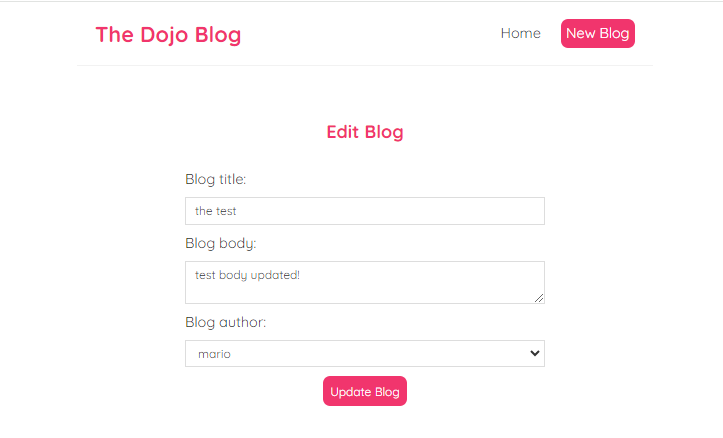 The Dojo Blog
Home New Blog
Edit Blog
Blog title:
the test
Blog body:
test body updated!
Blog author:
mario
Update Blog